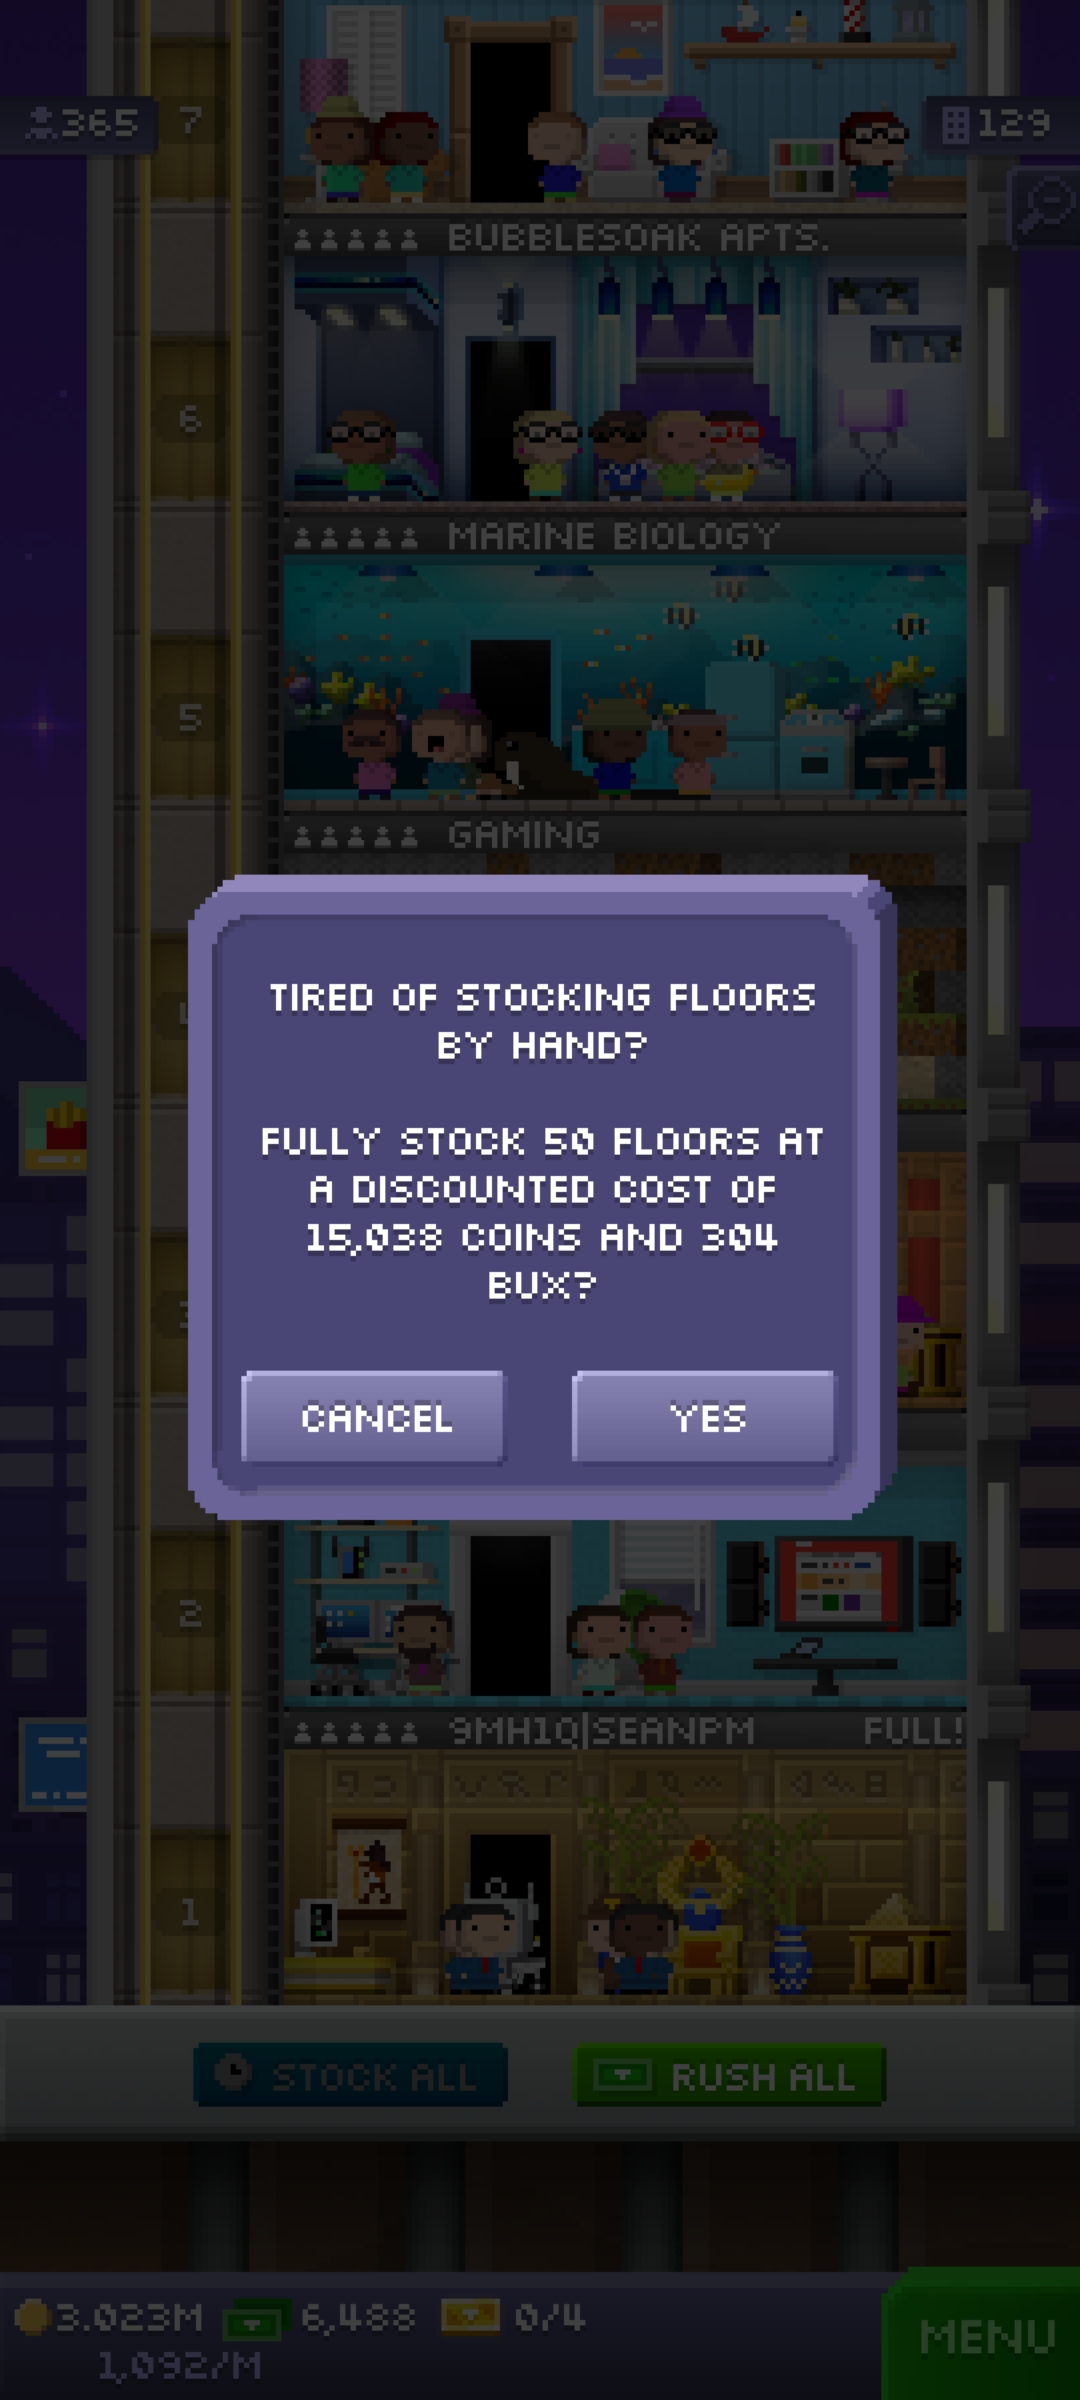 365
7
129
BUBBLESOAK APTS.
6
MARINE BIOLOGY
5
GAMING
TIRED OF STOCKING FLOORS
BY HAND?
FULLY STOCK 50 FLOORS AT
A DISCOUNTED COST OF
15,038 COINS AND 304
BUX?
CANCEL
YES
2
9MH1Q|SEANPM FULL!
1
STOCK ALL
RUSH ALL
3.023M 6,488 0/4
1,092/M
MENU